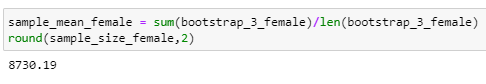 sample_mean_female = sum(bootstrap_3_female)/len(bootstrap_3_female)
round(sample_size_female,2)
8730.19